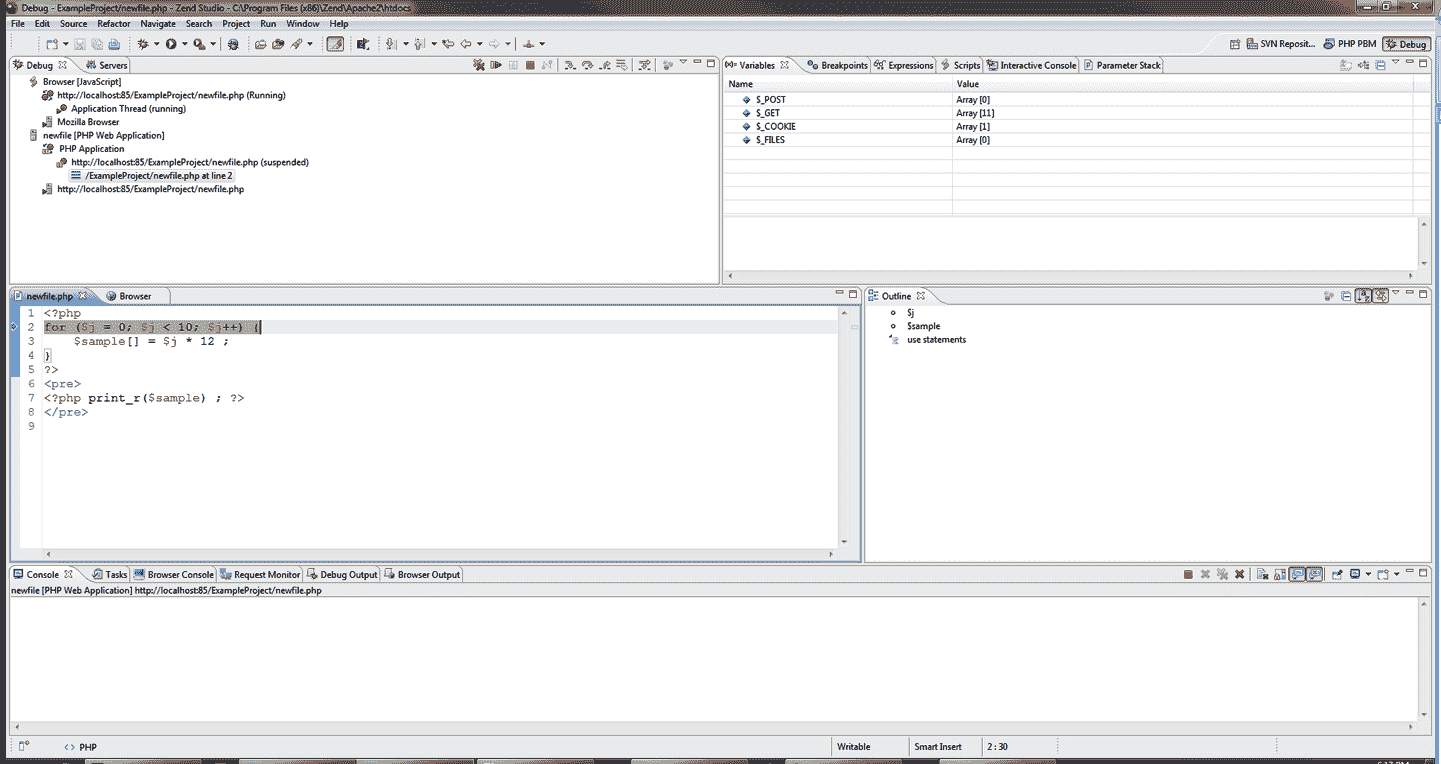 Debug - ExampleProject/newfile.php - Zend Studio - C:\Program Files (x86)\Zend\Apache2\htdocs
File Edit Source Refactor Navigate Search Project Run Window Help
SVN Reposit... PHP PBM Debug
Debug Servers
Browser [JavaScript]
http://localhost:85/ExampleProject/newfile.php (Running)
Application Thread (running)
Mozilla Browser
newfile [PHP Web Application]
PHP Application
http://localhost:85/ExampleProject/newfile.php (suspended)
/ExampleProject/newfile.php at line 2
http://localhost:85/ExampleProject/newfile.php
(x)= Variables Breakpoints Expressions Scripts Interactive Console Parameter Stack
Name Value
$_POST Array [0]
$_GET Array [11]
$_COOKIE Array [1]
$_FILES Array [0]
newfile.php Browser
1 <?php
2 for ($j = 0; $j < 10; $j++) {
3 $sample[] = $j * 12 ;
4 }
5 ?>
6 <pre>
7 <?php print_r($sample) ; ?>
8 </pre>
9
Outline
$j
$sample
use statements
Console Tasks Browser Console Request Monitor Debug Output Browser Output
newfile [PHP Web Application] http://localhost:85/ExampleProject/newfile.php
<> PHP Writable Smart Insert 2 : 30